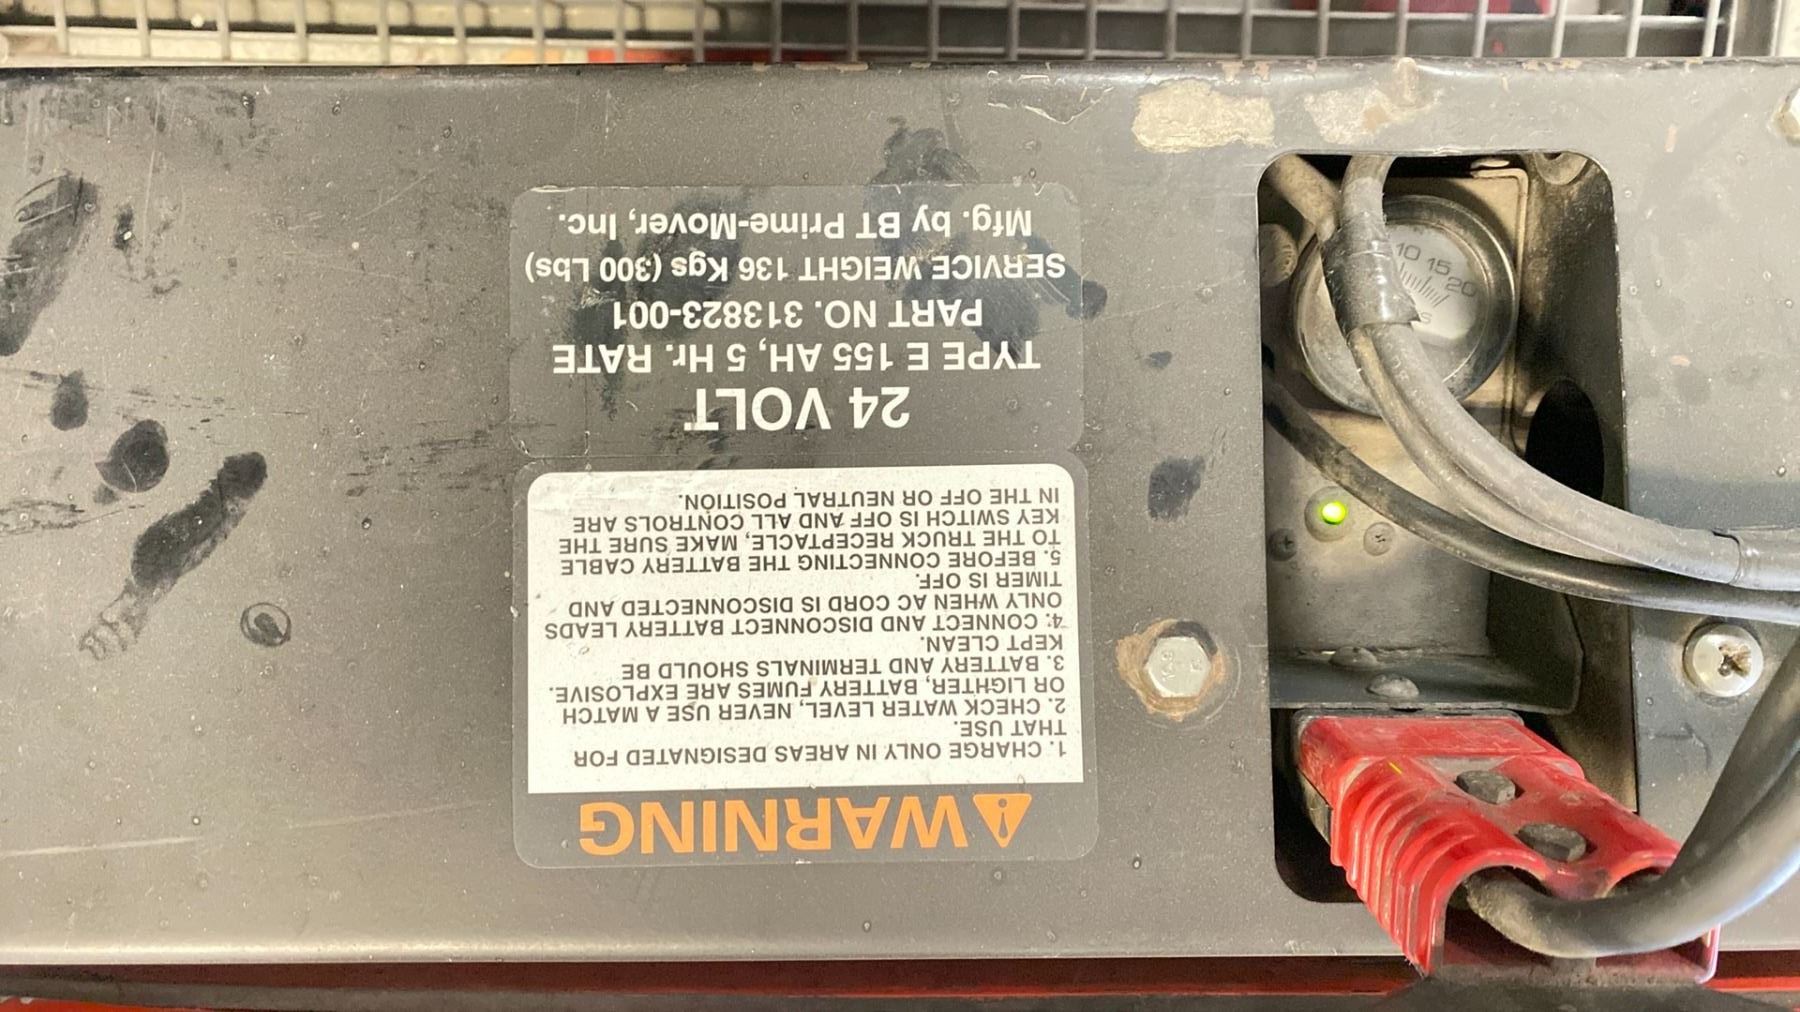 ⚠WARNING
1. CHARGE ONLY IN AREAS DESIGNATED FOR
THAT USE.
2. CHECK WATER LEVEL, NEVER USE A MATCH
OR LIGHTER, BATTERY FUMES ARE EXPLOSIVE.
3. BATTERY AND TERMINALS SHOULD BE
KEPT CLEAN.
4. CONNECT AND DISCONNECT BATTERY LEADS
ONLY WHEN AC CORD IS DISCONNECTED AND
TIMER IS OFF.
5. BEFORE CONNECTING THE BATTERY CABLE
TO THE TRUCK RECEPTACLE, MAKE SURE THE
KEY SWITCH IS OFF AND ALL CONTROLS ARE
IN THE OFF OR NEUTRAL POSITION.
24 VOLT
TYPE E 155 AH, 5 Hr. RATE
PART NO. 313823-001
SERVICE WEIGHT 136 Kgs (300 Lbs)
Mfg. by BT Prime-Mover, Inc.
10 15 20